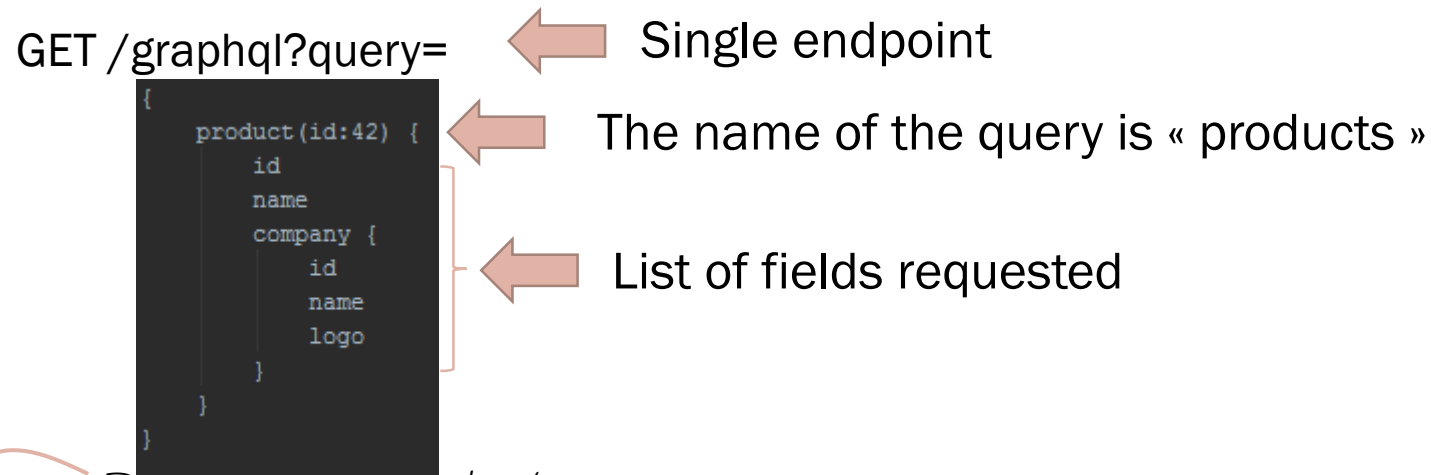 GET /graphql?query=
Single endpoint
{
product(id:42) {
The name of the query is « products »
id
name
company {
id
name
logo
}
}
}
List of fields requested